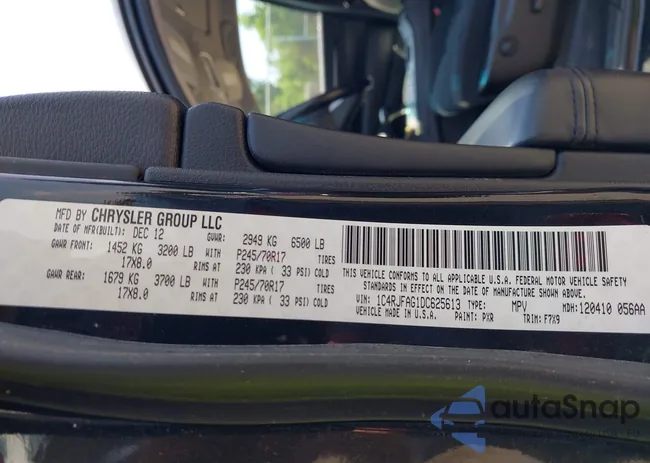 MFD BY CHRYSLER GROUP LLC
DATE OF MFR(BUILT): DEC 12 GVWR: 2949 KG 6500 LB
GAWR FRONT: 1452 KG 3200 LB P245/70R17 TIRES
17X8.0 RIMS AT 230 KPA ( 33 PSI) COLD
GAWR REAR: 1679 KG 3700 LB P245/70R17 TIRES
17X8.0 RIMS AT 230 KPA ( 33 PSI) COLD
THIS VEHICLE CONFORMS TO ALL APPLICABLE U.S.A. FEDERAL MOTOR VEHICLE SAFETY
STANDARDS IN EFFECT ON THE DATE OF MANUFACTURE SHOWN ABOVE.
VIN: 1C4RJFAG1DC625613 TYPE: MPV MDH: 120410 056AA
VEHICLE MADE IN U.S.A. PAINT: PXR TRIM: F7X9
autoSnap